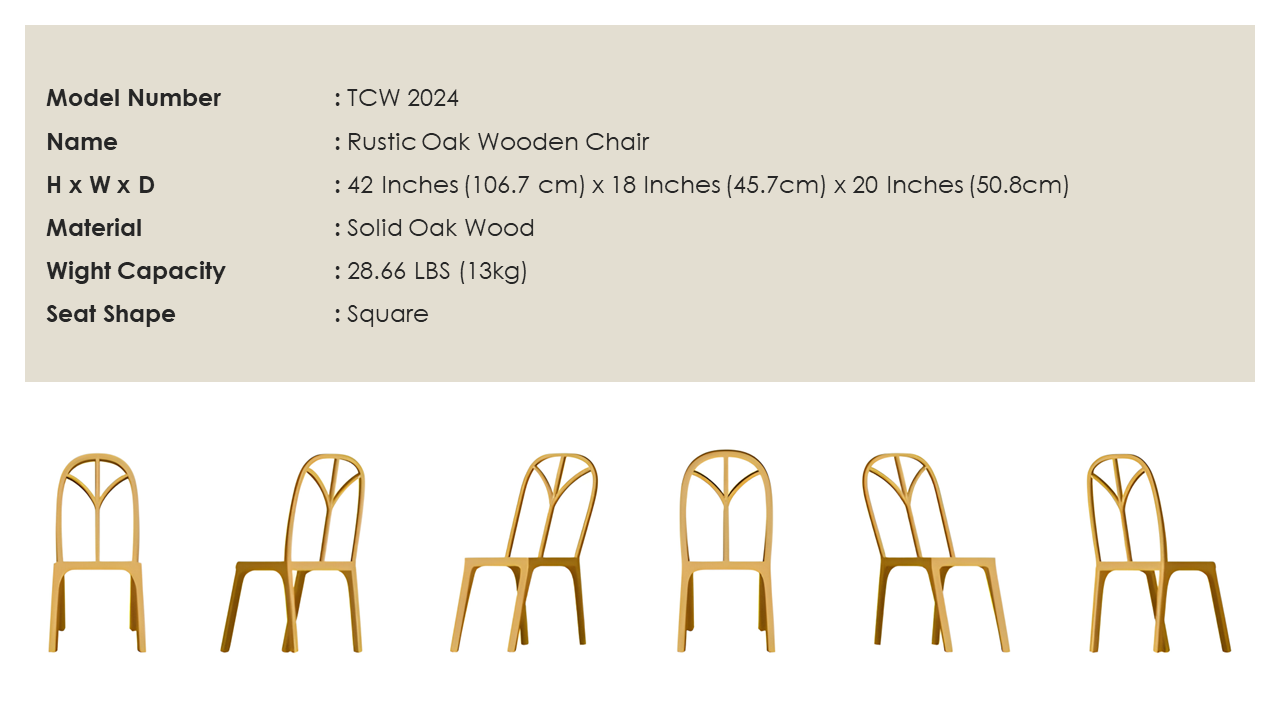 Model Number : TCW 2024
Name : Rustic Oak Wooden Chair
H x W x D : 42 Inches (106.7 cm) x 18 Inches (45.7cm) x 20 Inches (50.8cm)
Material : Solid Oak Wood
Wight Capacity : 28.66 LBS (13kg)
Seat Shape : Square